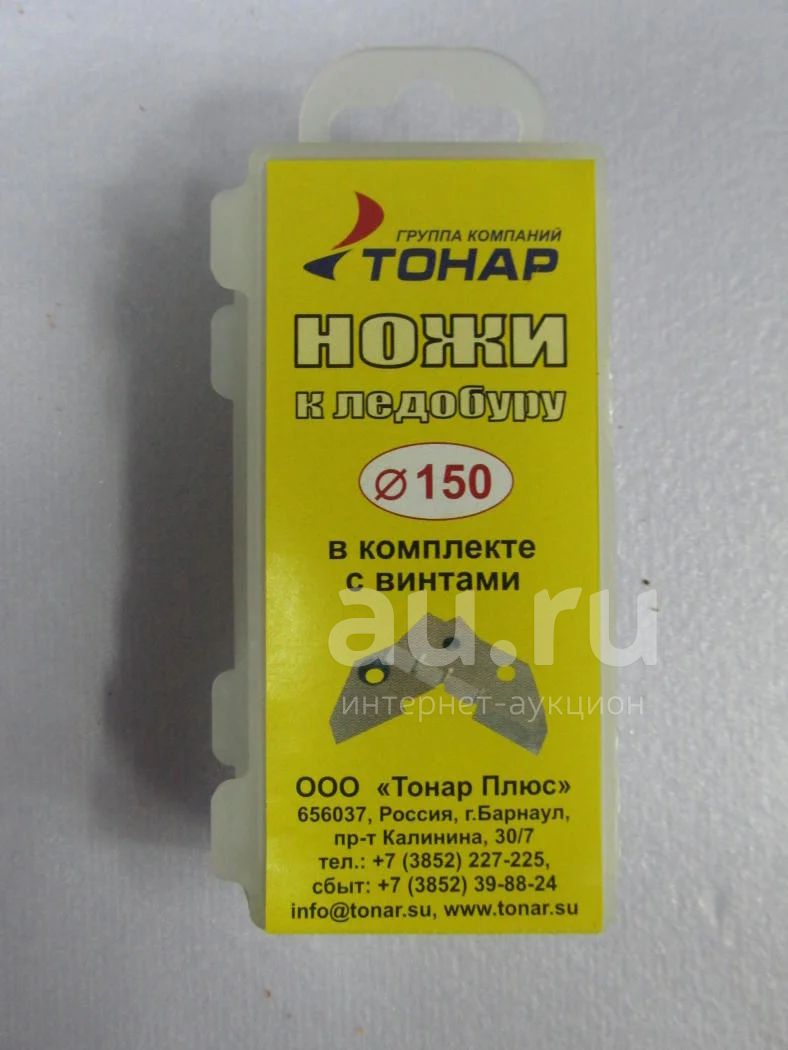 ГРУППА КОМПАНИЙ
ТОНАР
НОЖИ
К ЛЕДОБУРУ
⌀ 150
в комплекте
с винтами
au.ru
интернет-аукцион
ООО «Тонар Плюс»
656037, Россия, г.Барнаул,
пр-т Калинина, 30/7
тел.: +7 (3852) 227-225,
сбыт: +7 (3852) 39-88-24
info@tonar.su, www.tonar.su